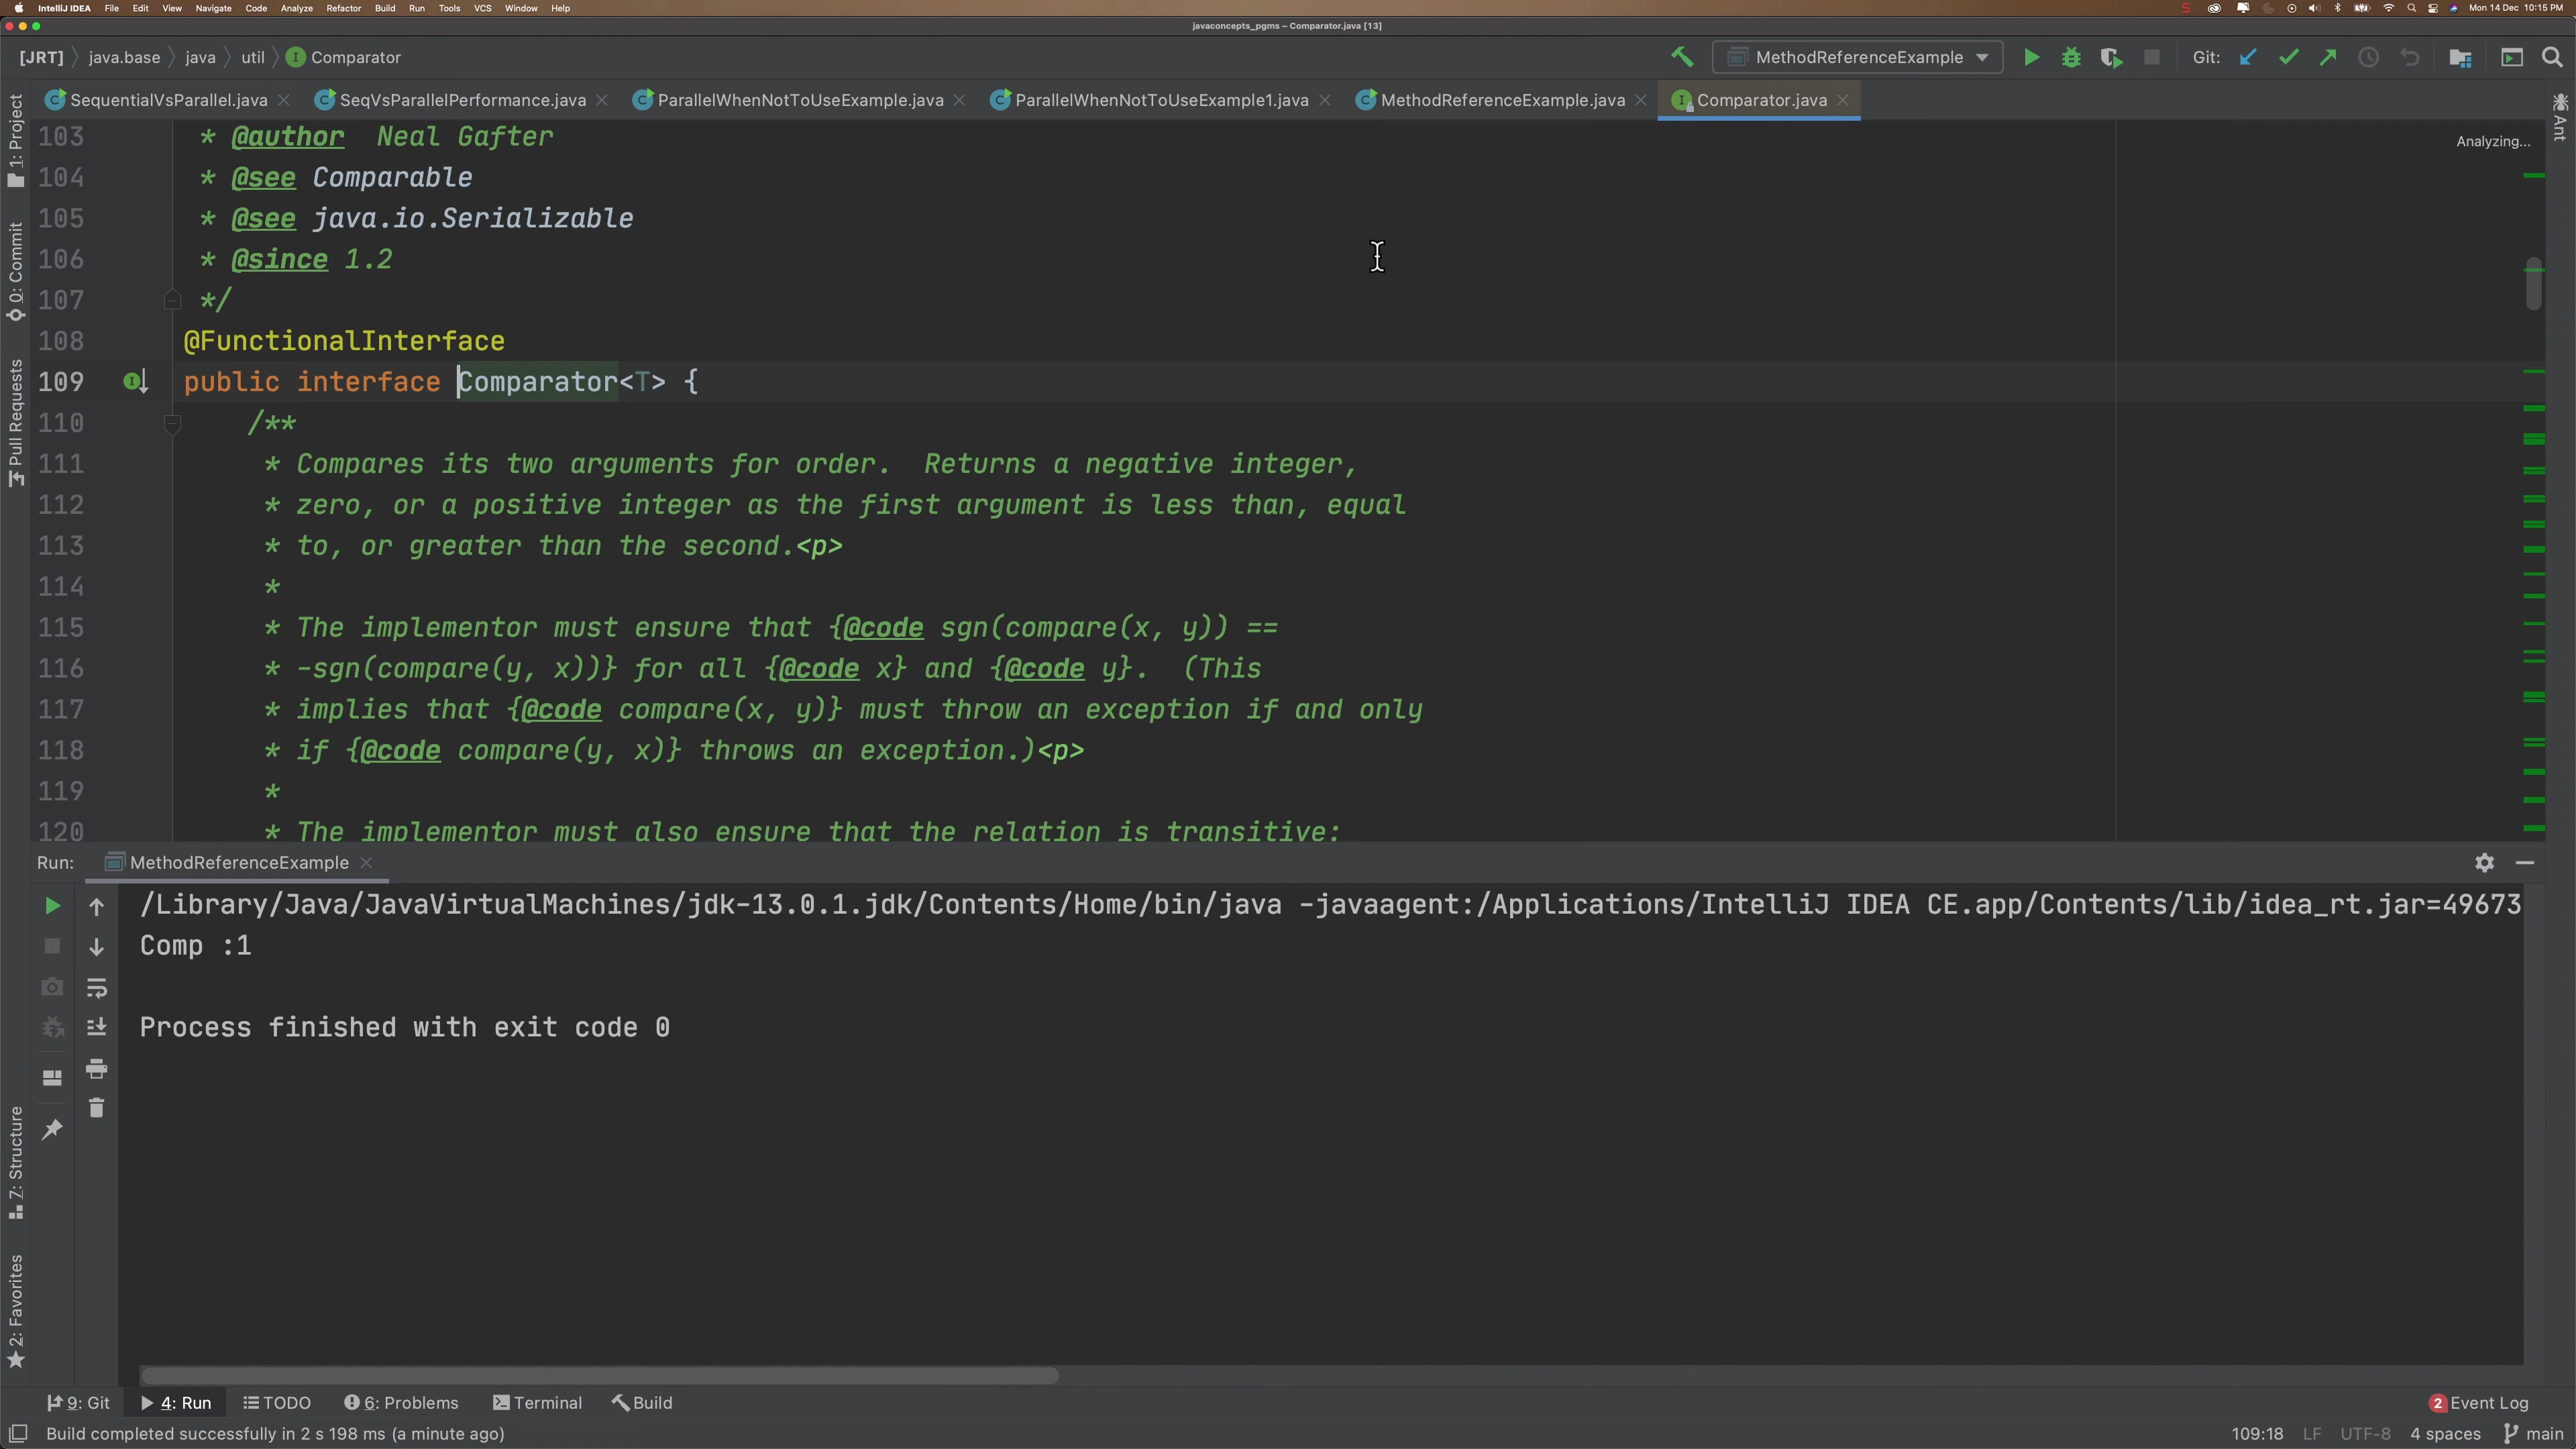 IntelliJ IDEA File Edit View Navigate Code Analyze Refactor Build Run Tools VCS Window Help
Mon 14 Dec 10:15 PM
javaconcepts_pgms – Comparator.java [13]
[JRT] java.base java util Comparator
MethodReferenceExample
Git:
SequentialVsParallel.java
SeqVsParallelPerformance.java
ParallelWhenNotToUseExample.java
ParallelWhenNotToUseExample1.java
MethodReferenceExample.java
Comparator.java
1: Project
0: Commit
Pull Requests
Z: Structure
2: Favorites
Ant
Analyzing...
103 * @author  Neal Gafter
104 * @see Comparable
105 * @see java.io.Serializable
106 * @since 1.2
107 */
108 @FunctionalInterface
109 public interface Comparator<T> {
110 /**
111 * Compares its two arguments for order.  Returns a negative integer,
112 * zero, or a positive integer as the first argument is less than, equal
113 * to, or greater than the second.<p>
114 *
115 * The implementor must ensure that {@code sgn(compare(x, y)) ==
116 * -sgn(compare(y, x))} for all {@code x} and {@code y}.  (This
117 * implies that {@code compare(x, y)} must throw an exception if and only
118 * if {@code compare(y, x)} throws an exception.)<p>
119 *
120 * The implementor must also ensure that the relation is transitive:
Run: MethodReferenceExample
/Library/Java/JavaVirtualMachines/jdk-13.0.1.jdk/Contents/Home/bin/java -javaagent:/Applications/IntelliJ IDEA CE.app/Contents/lib/idea_rt.jar=49673
Comp :1
Process finished with exit code 0
9: Git 4: Run TODO 6: Problems Terminal Build
2 Event Log
Build completed successfully in 2 s 198 ms (a minute ago)
109:18 LF UTF-8 4 spaces main